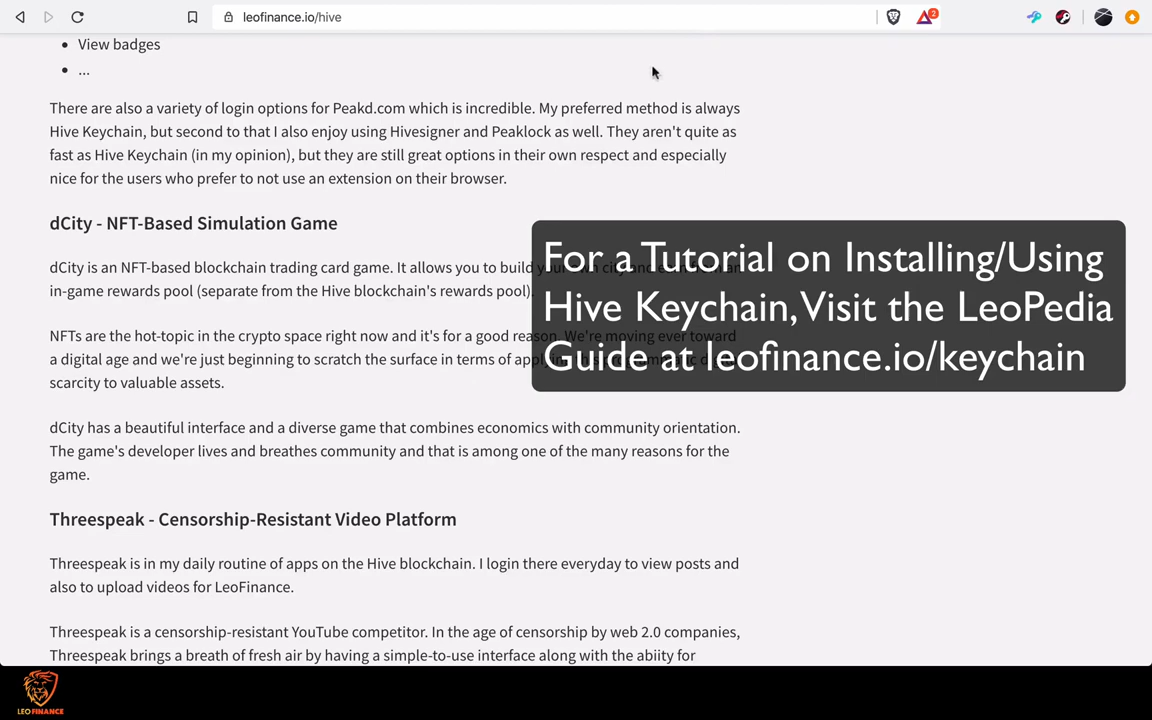 leofinance.io/hive
2
View badges
...
There are also a variety of login options for Peakd.com which is incredible. My preferred method is always
Hive Keychain, but second to that I also enjoy using Hivesigner and Peaklock as well. They aren't quite as
fast as Hive Keychain (in my opinion), but they are still great options in their own respect and especially
nice for the users who prefer to not use an extension on their browser.
dCity - NFT-Based Simulation Game
dCity is an NFT-based blockchain trading card game. It allows you to build your own city and
in-game rewards pool (separate from the Hive blockchain's rewards pool).
NFTs are the hot-topic in the crypto space right now and it's for a good reason. We're moving ever toward
a digital age and we're just beginning to scratch the surface in terms of
scarcity to valuable assets.
For a Tutorial on Installing/Using
Hive Keychain, Visit the LeoPedia
Guide at leofinance.io/keychain
dCity has a beautiful interface and a diverse game that combines economics with community orientation.
The game's developer lives and breathes community and that is among one of the many reasons for the
game.
Threespeak - Censorship-Resistant Video Platform
Threespeak is in my daily routine of apps on the Hive blockchain. I login there everyday to view posts and
also to upload videos for LeoFinance.
Threespeak is a censorship-resistant YouTube competitor. In the age of censorship by web 2.0 companies,
Threespeak brings a breath of fresh air by having a simple-to-use interface along with the abiity for
LEOFINANCE